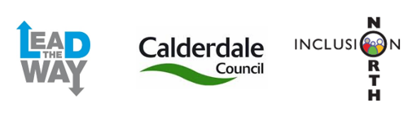 LEAD
THE
WAY
Calderdale
Council
INCLUSION
NORTH